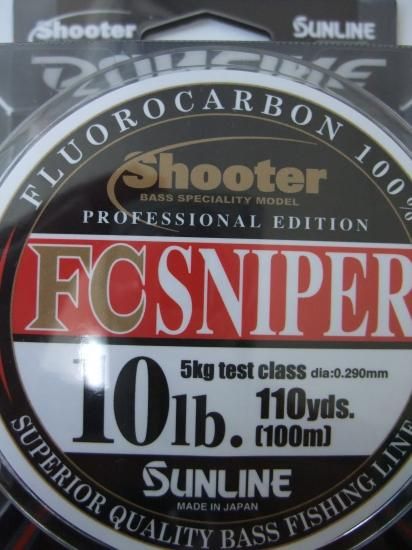 Shooter
SUNLINE
FLUOROCARBON 100%
Shooter
BASS SPECIALITY MODEL
PROFESSIONAL EDITION
FC SNIPER
10lb.
5kg test class dia:0.290mm
110yds.
(100m)
SUNLINE
MADE IN JAPAN
SUPERIOR QUALITY BASS FISHING LINE